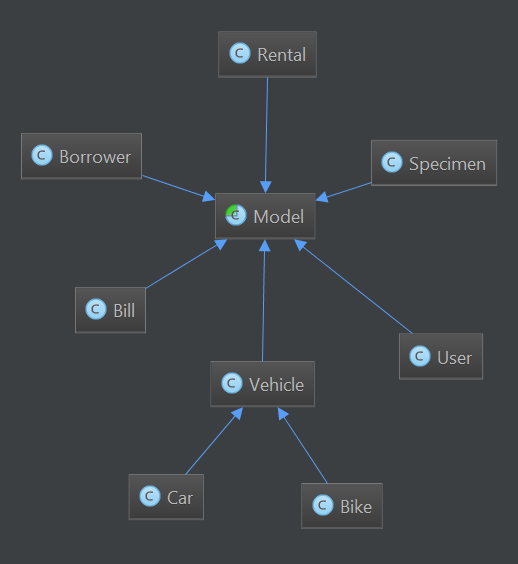 C Rental
C Borrower
C Specimen
C Model
C Bill
C User
C Vehicle
C Car
C Bike